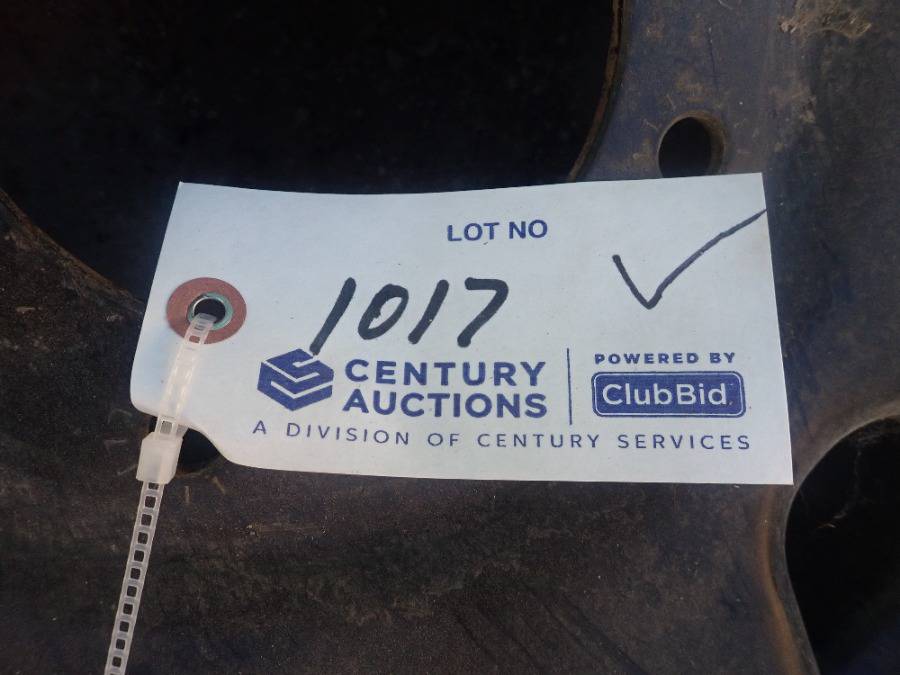 LOT NO
1017
CENTURY
AUCTIONS
POWERED BY
ClubBid
A DIVISION OF CENTURY SERVICES